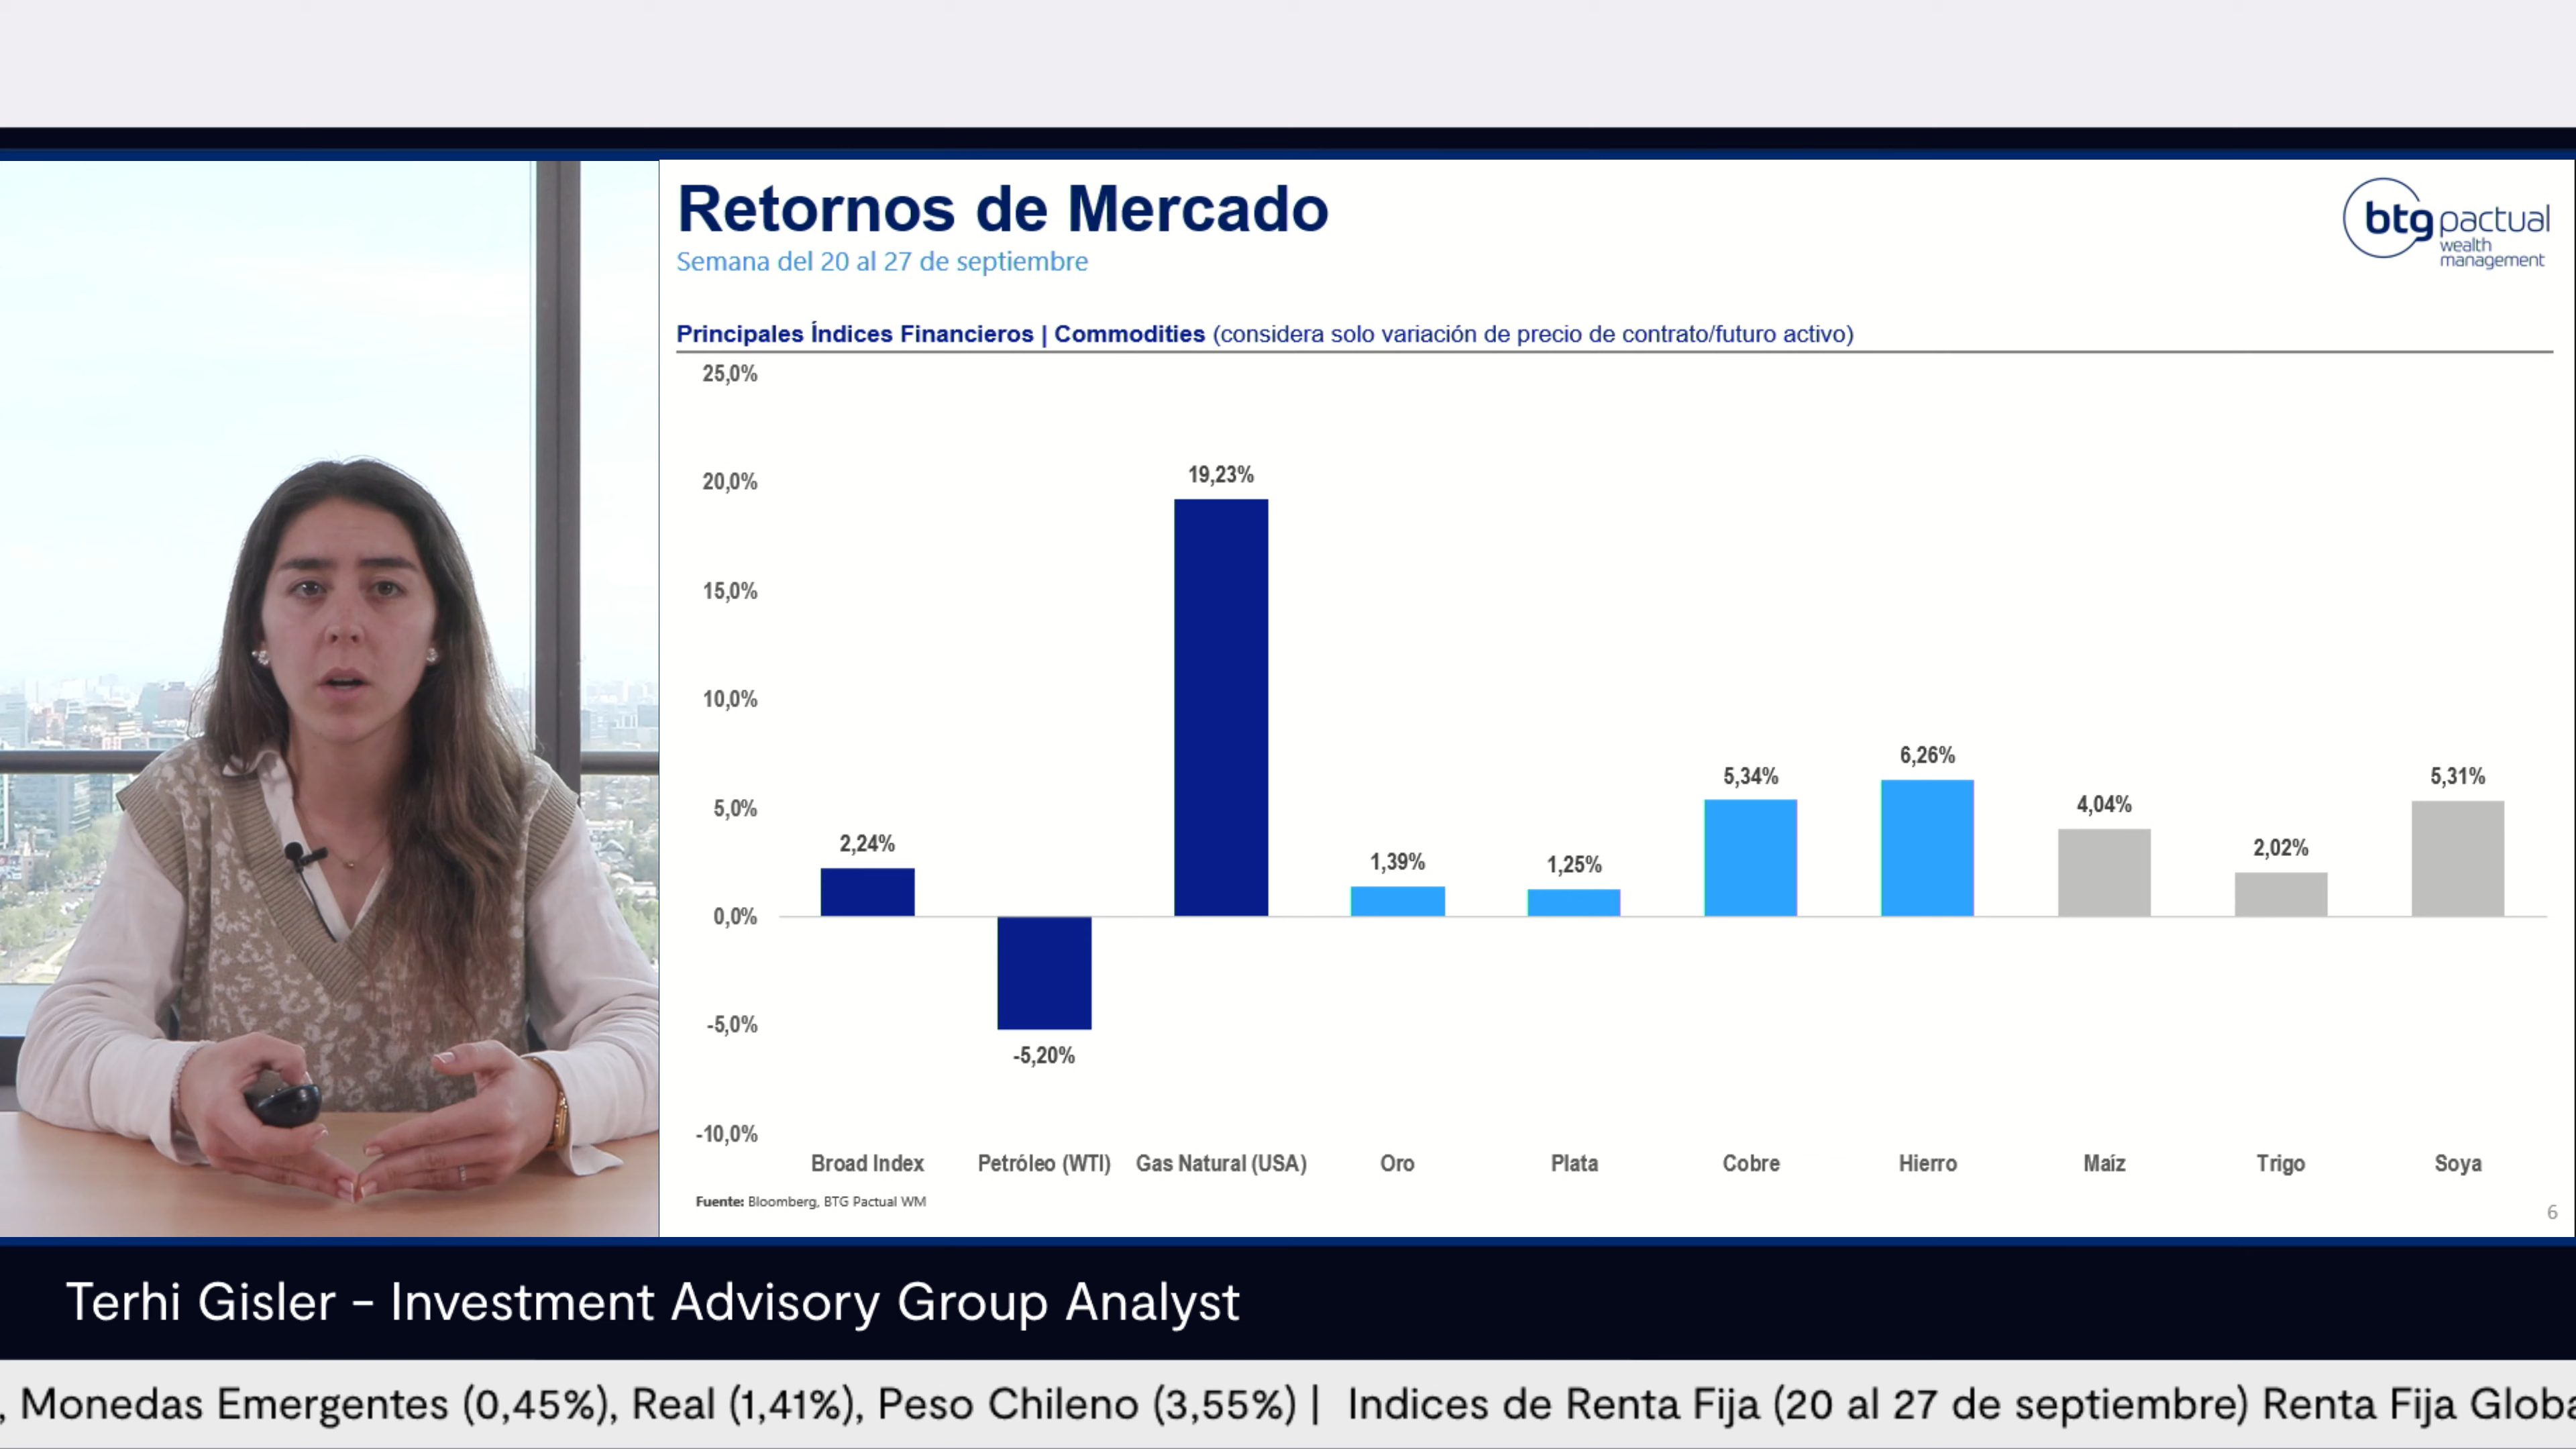 Retornos de Mercado
Semana del 20 al 27 de septiembre
btg pactual
wealth
management
Principales Índices Financieros | Commodities (considera solo variación de precio de contrato/futuro activo)
25,0%
20,0%
15,0%
10,0%
5,0%
0,0%
-5,0%
-10,0%
2,24%
-5,20%
19,23%
1,39%
1,25%
5,34%
6,26%
4,04%
2,02%
5,31%
Broad Index
Petróleo (WTI)
Gas Natural (USA)
Oro
Plata
Cobre
Hierro
Maíz
Trigo
Soya
Fuente: Bloomberg, BTG Pactual WM
6
Terhi Gisler - Investment Advisory Group Analyst
, Monedas Emergentes (0,45%), Real (1,41%), Peso Chileno (3,55%) | Indices de Renta Fija (20 al 27 de septiembre) Renta Fija